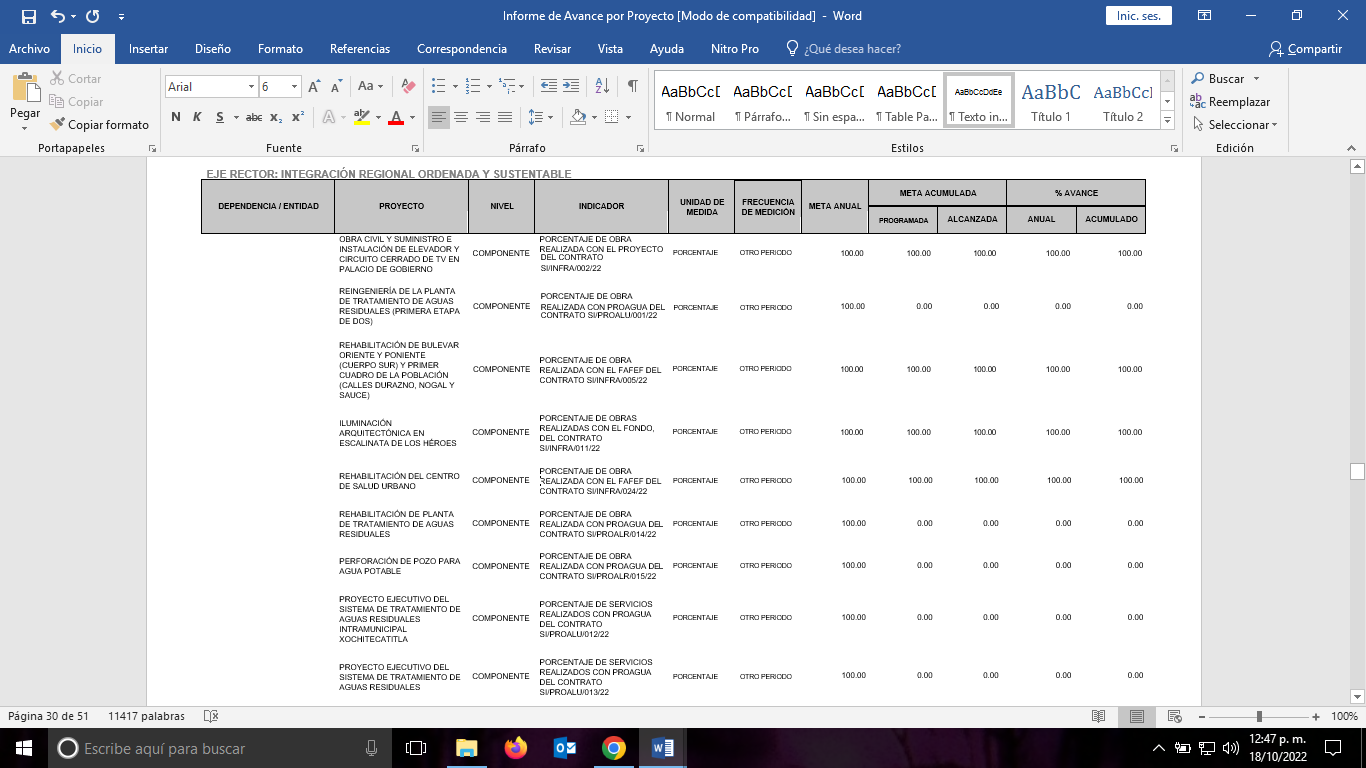 Informe de Avance por Proyecto [Modo de compatibilidad] - Word
Inic. ses.
Archivo Inicio Insertar Diseño Formato Referencias Correspondencia Revisar Vista Ayuda Nitro Pro ¿Qué desea hacer? Compartir
Pegar
Cortar
Copiar
Copiar formato
Portapapeles
Arial 6
Aa
N K S abc x₂ x²
A A
Fuente
Párrafo
AaBbCcI AaBbCcI AaBbCcI AaBbCcI AaBbCcDdEe AaBbC AaBbCcI
¶ Normal ¶ Párrafo... ¶ Sin espa... ¶ Table Pa... ¶ Texto in... Título 1 Título 2
Estilos
Buscar
Reemplazar
Seleccionar
Edición
EJE RECTOR: INTEGRACIÓN REGIONAL ORDENADA Y SUSTENTABLE
DEPENDENCIA / ENTIDAD
PROYECTO
NIVEL
INDICADOR
UNIDAD DE
MEDIDA
FRECUENCIA
DE MEDICIÓN
META ANUAL
META ACUMULADA
PROGRAMADA ALCANZADA
% AVANCE
ANUAL ACUMULADO
OBRA CIVIL Y SUMINISTRO E
INSTALACIÓN DE ELEVADOR Y
CIRCUITO CERRADO DE TV EN
PALACIO DE GOBIERNO
COMPONENTE
PORCENTAJE DE OBRA
REALIZADA CON EL PROYECTO
DEL CONTRATO
SI/INFRA/002/22
PORCENTAJE OTRO PERIODO 100.00 100.00 100.00 100.00 100.00
REINGENIERÍA DE LA PLANTA
DE TRATAMIENTO DE AGUAS
RESIDUALES (PRIMERA ETAPA
DE DOS)
COMPONENTE
PORCENTAJE DE OBRA
REALIZADA CON PROAGUA DEL
CONTRATO SI/PROALU/001/22
PORCENTAJE OTRO PERIODO 100.00 0.00 0.00 0.00 0.00
REHABILITACIÓN DE BULEVAR
ORIENTE Y PONIENTE
(CUERPO SUR) Y PRIMER
CUADRO DE LA POBLACIÓN
(CALLES DURAZNO, NOGAL Y
SAUCE)
COMPONENTE
PORCENTAJE DE OBRA
REALIZADA CON EL FAFEF DEL
CONTRATO SI/INFRA/005/22
PORCENTAJE OTRO PERIODO 100.00 100.00 100.00 100.00 100.00
ILUMINACIÓN
ARQUITECTÓNICA EN
ESCALINATA DE LOS HÉROES
COMPONENTE
PORCENTAJE DE OBRAS
REALIZADAS CON EL FONDO,
DEL CONTRATO
SI/INFRA/011/22
PORCENTAJE OTRO PERIODO 100.00 100.00 100.00 100.00 100.00
REHABILITACIÓN DEL CENTRO
DE SALUD URBANO
COMPONENTE
PORCENTAJE DE OBRA
REALIZADA CON EL FAFEF DEL
CONTRATO SI/INFRA/024/22
PORCENTAJE OTRO PERIODO 100.00 100.00 100.00 100.00 100.00
REHABILITACIÓN DE PLANTA
DE TRATAMIENTO DE AGUAS
RESIDUALES
COMPONENTE
PORCENTAJE DE OBRA
REALIZADA CON PROAGUA DEL
CONTRATO SI/PROALR/014/22
PORCENTAJE OTRO PERIODO 100.00 0.00 0.00 0.00 0.00
PERFORACIÓN DE POZO PARA
AGUA POTABLE
COMPONENTE
PORCENTAJE DE OBRA
REALIZADA CON PROAGUA DEL
CONTRATO SI/PROALR/015/22
PORCENTAJE OTRO PERIODO 100.00 0.00 0.00 0.00 0.00
PROYECTO EJECUTIVO DEL
SISTEMA DE TRATAMIENTO DE
AGUAS RESIDUALES
INTRAMUNICIPAL
XOCHITECATITLA
COMPONENTE
PORCENTAJE DE SERVICIOS
REALIZADOS CON PROAGUA
DEL CONTRATO
SI/PROALU/012/22
PORCENTAJE OTRO PERIODO 100.00 0.00 0.00 0.00 0.00
PROYECTO EJECUTIVO DEL
SISTEMA DE TRATAMIENTO DE
AGUAS RESIDUALES
COMPONENTE
PORCENTAJE DE SERVICIOS
REALIZADOS CON PROAGUA
DEL CONTRATO
SI/PROALU/013/22
PORCENTAJE OTRO PERIODO 100.00 0.00 0.00 0.00 0.00
Página 30 de 51 11417 palabras
100%
Escribe aquí para buscar
12:47 p. m.
18/10/2022